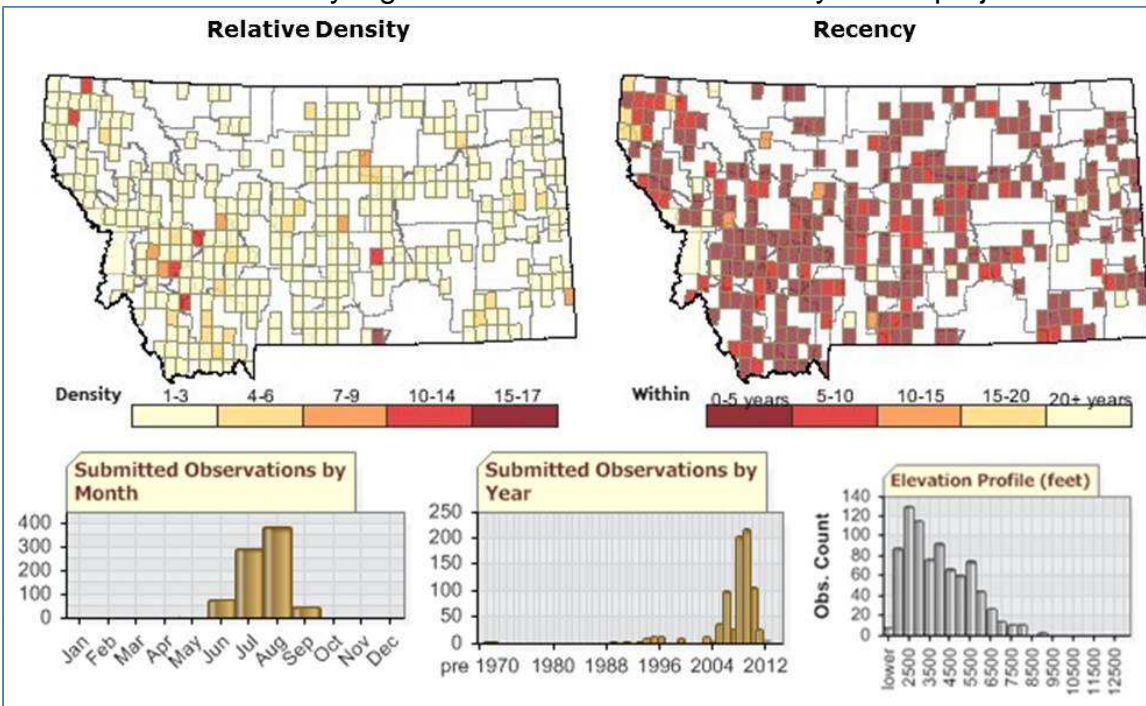 Relative Density
Recency
Density 1-3 4-6 7-9 10-14 15-17
Within 0-5 years 5-10 10-15 15-20 20+ years
Submitted Observations by
Month
400
300
200
100
0
Jan Feb Mar Apr May Jun Jul Aug Sep Oct Nov Dec
Submitted Observations by
Year
250
200
150
100
50
0
pre 1970 1980 1988 1996 2004 2012
Elevation Profile (feet)
Obs. Count
140
120
100
80
60
40
20
0
lower 2500 3500 4500 5500 6500 7500 8500 9500 10500 11500 12500